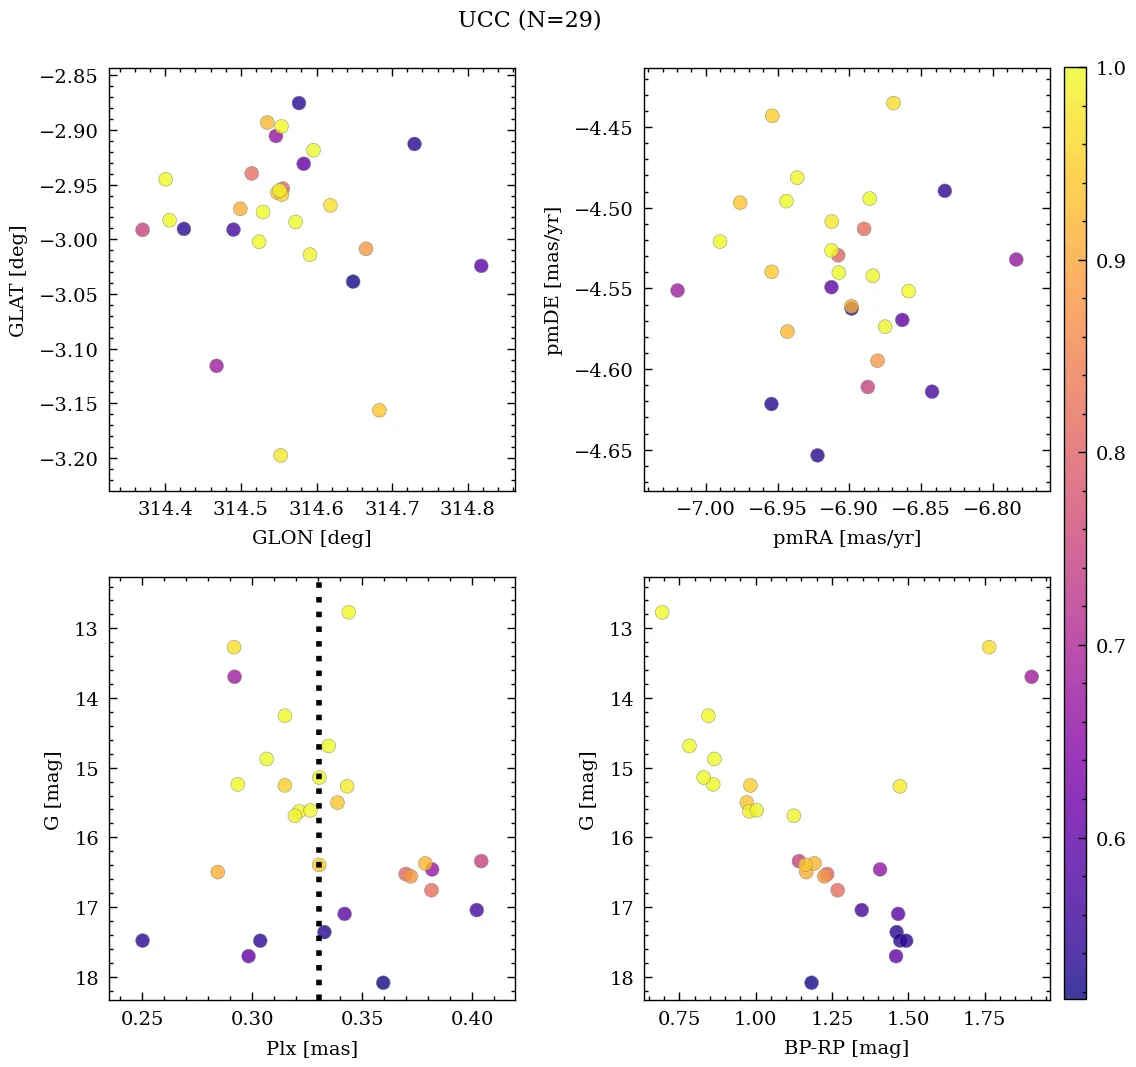 UCC (N=29)
−2.85
−2.90
−2.95
−3.00
−3.05
−3.10
−3.15
−3.20
GLAT [deg]
314.4 314.5 314.6 314.7 314.8
GLON [deg]
−4.45
−4.50
−4.55
−4.60
−4.65
pmDE [mas/yr]
−7.00 −6.95 −6.90 −6.85 −6.80
pmRA [mas/yr]
13
14
15
16
17
18
G [mag]
0.25 0.30 0.35 0.40
Plx [mas]
13
14
15
16
17
18
G [mag]
0.75 1.00 1.25 1.50 1.75
BP-RP [mag]
1.0
0.9
0.8
0.7
0.6